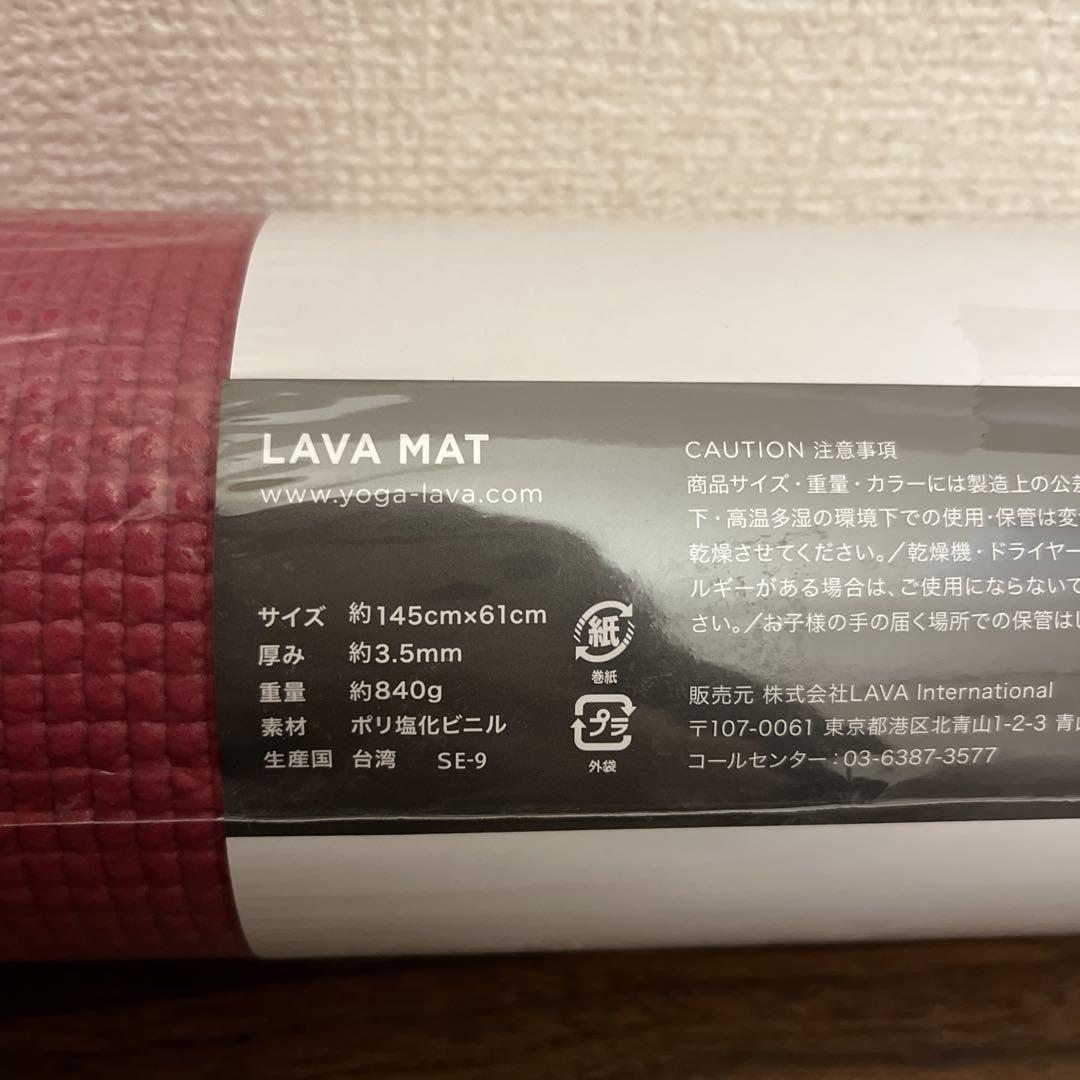 LAVA MAT
www.yoga-lava.com
サイズ 約145cm×61cm
厚み 約3.5mm
重量 約840g
素材 ポリ塩化ビニル
生産国 台湾 SE-9
紙
巻紙
プラ
外袋
CAUTION 注意事項
商品サイズ・重量・カラーには製造上の公差
下・高温多湿の環境下での使用・保管は変
乾燥させてください。／乾燥機・ドライヤー
ルギーがある場合は、ご使用にならないで
さい。／お子様の手の届く場所での保管はし
販売元 株式会社LAVA International
〒107-0061 東京都港区北青山1-2-3 青山
コールセンター：03-6387-3577